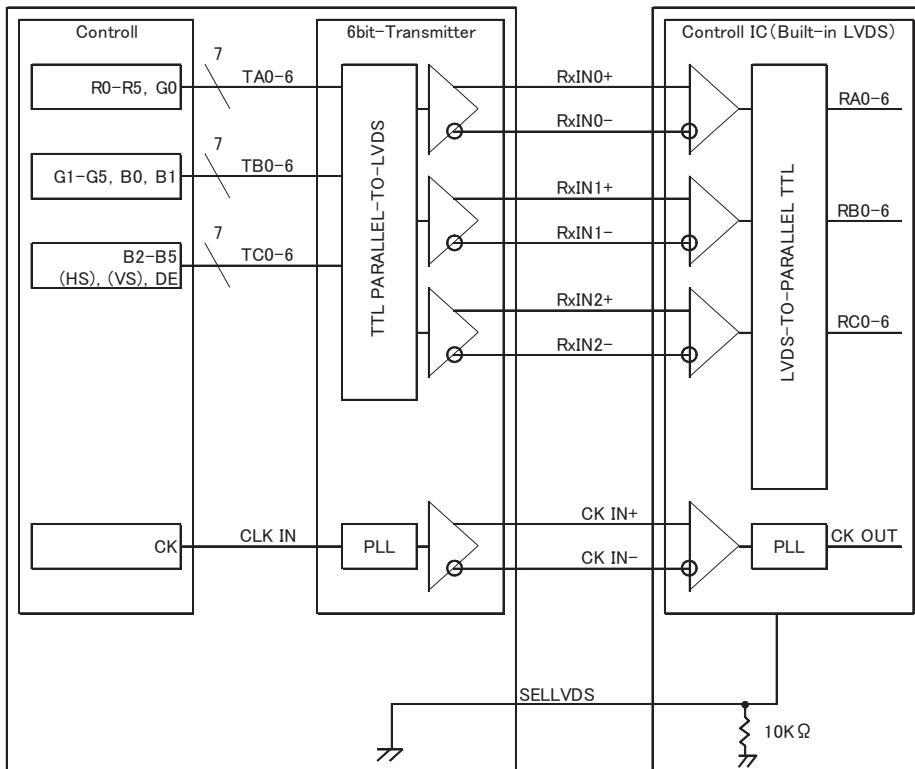 Controll
6bit-Transmitter
Controll IC(Built-in LVDS)
7
R0-R5, G0
TA0-6
RxIN0+
RA0-6
RxIN0-
7
G1-G5, B0, B1
TB0-6
RxIN1+
RB0-6
RxIN1-
7
B2-B5
(HS), (VS), DE
TC0-6
RxIN2+
RC0-6
RxIN2-
TTL PARALLEL-TO-LVDS
LVDS-TO-PARALLEL TTL
CK
CLK IN
PLL
CK IN+
CK IN-
PLL
CK OUT
SELLVDS
10KΩ